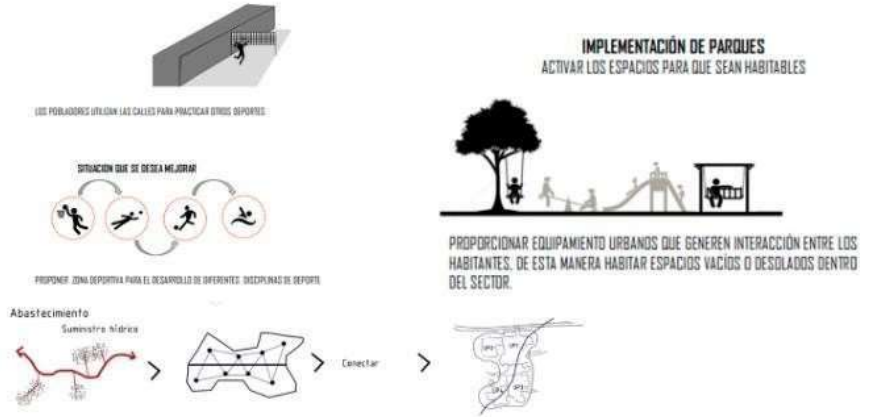 LOS POBLADORES UTILIZAN LAS CALLES PARA PRACTICAR OTROS DEPORTES.
SITUACION QUE SE DESEA MEJORAR
PROPONER ZONA DEPORTIVA PARA EL DESARROLLO DE DIFERENTES DISCIPLINAS DE DEPORTE
IMPLEMENTACIÓN DE PARQUES
ACTIVAR LOS ESPACIOS PARA QUE SEAN HABITABLES
PROPORCIONAR EQUIPAMIENTO URBANOS QUE GENEREN INTERACCIÓN ENTRE LOS
HABITANTES, DE ESTA MANERA HABITAR ESPACIOS VACÍOS O DESOLADOS DENTRO
DEL SECTOR.
Abastecimiento
Suministro hídrico
Conectar